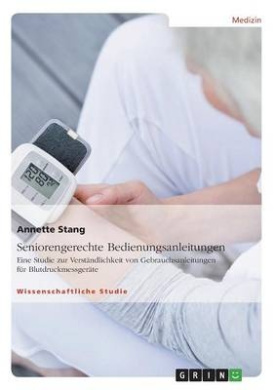 Medizin
Annette Stang
Seniorengerechte Bedienungsanleitungen
Eine Studie zur Verständlichkeit von Gebrauchsanleitungen
für Blutdruckmessgeräte
Wissenschaftliche Studie
GRIN